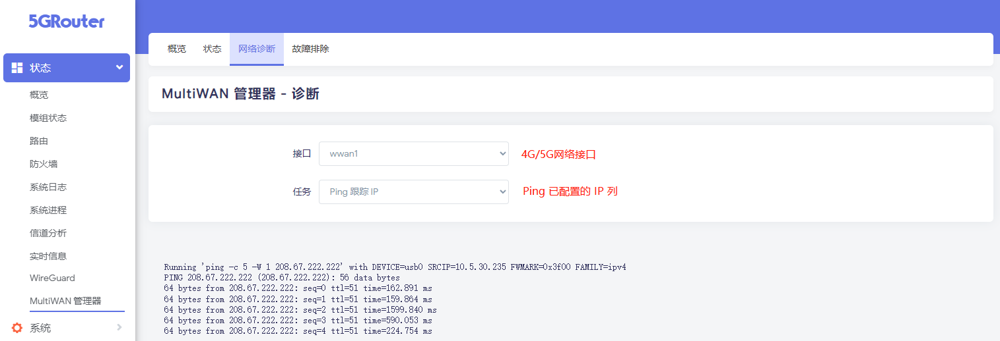 5GRouter
状态
概览
模组状态
路由
防火墙
系统日志
系统进程
信道分析
实时信息
WireGuard
MultiWAN 管理器
系统
概览 状态 网络诊断 故障排除
MultiWAN 管理器 - 诊断
接口 wwan1 4G/5G网络接口
任务 Ping 跟踪 IP Ping 已配置的 IP 列
Running 'ping -c 5 -W 1 208.67.222.222' with DEVICE=usb0 SRCIP=10.5.30.235 FWMARK=0x3f00 FAMILY=ipv4
PING 208.67.222.222 (208.67.222.222): 56 data bytes
64 bytes from 208.67.222.222: seq=0 ttl=51 time=162.891 ms
64 bytes from 208.67.222.222: seq=1 ttl=51 time=159.864 ms
64 bytes from 208.67.222.222: seq=2 ttl=51 time=1599.840 ms
64 bytes from 208.67.222.222: seq=3 ttl=51 time=590.053 ms
64 bytes from 208.67.222.222: seq=4 ttl=51 time=224.754 ms